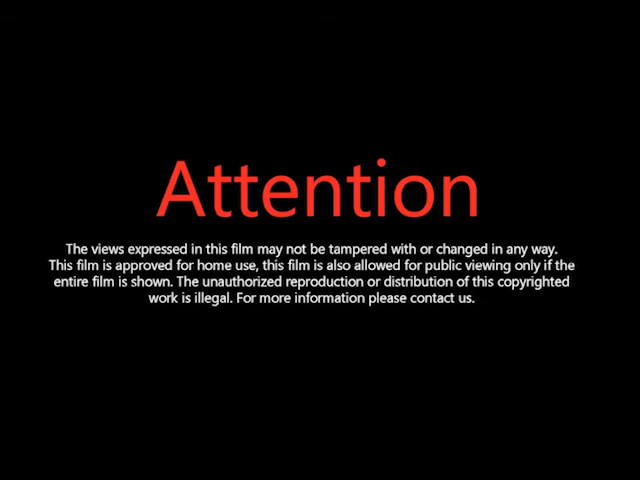 Attention
The views expressed in this film may not be tampered with or changed in any way.
This film is approved for home use, this film is also allowed for public viewing only if the
entire film is shown. The unauthorized reproduction or distribution of this copyrighted
work is illegal. For more information please contact us.